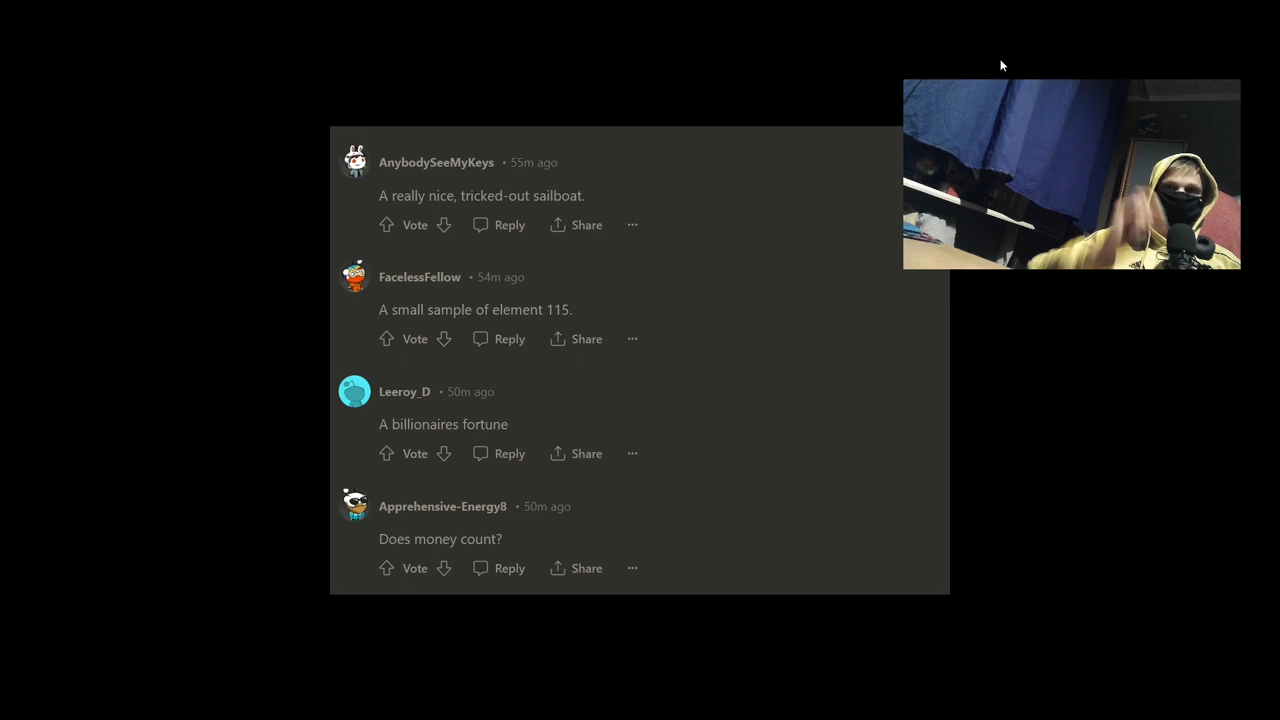 AnybodySeeMyKeys • 55m ago
A really nice, tricked-out sailboat.
Vote Reply Share ...
FacelessFellow • 54m ago
A small sample of element 115.
Vote Reply Share ...
Leeroy_D • 50m ago
A billionaires fortune
Vote Reply Share ...
Apprehensive-Energy8 • 50m ago
Does money count?
Vote Reply Share ...